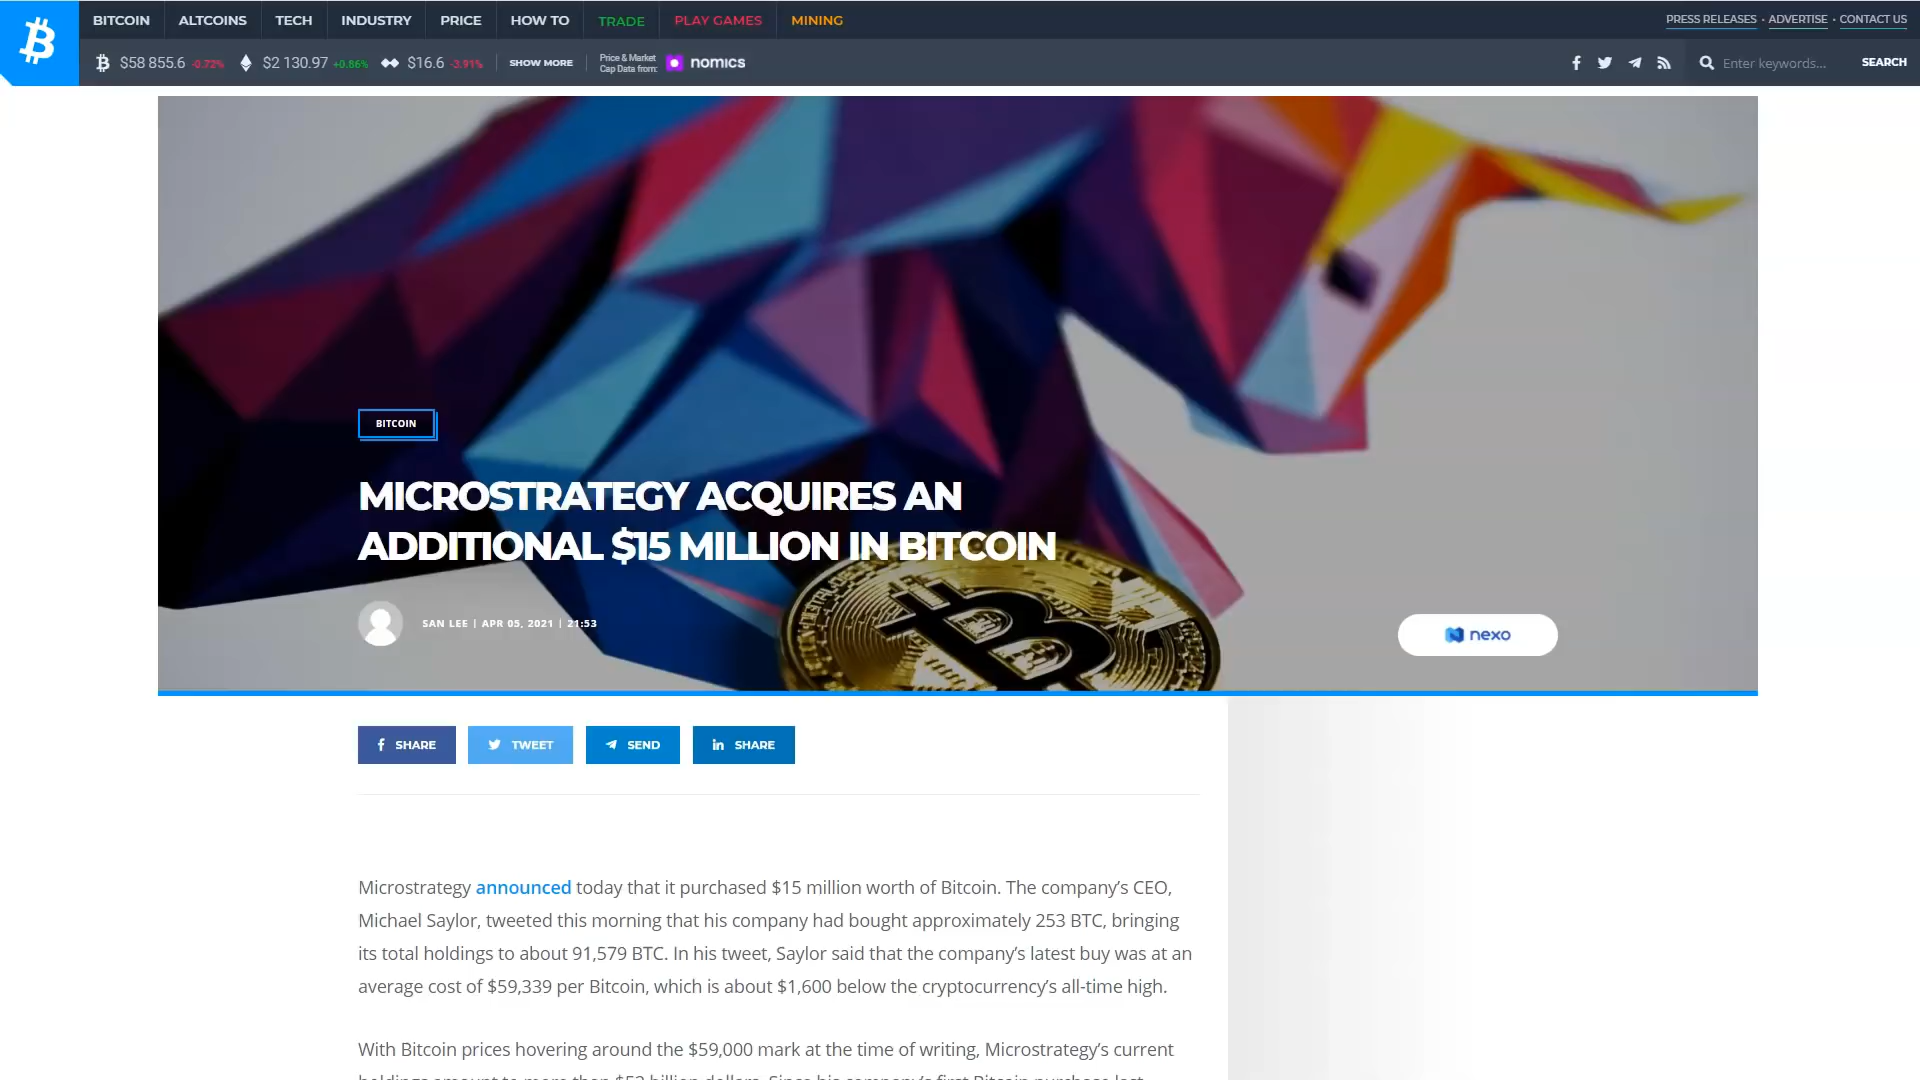 BITCOIN ALTCOINS TECH INDUSTRY PRICE HOW TO TRADE PLAY GAMES MINING PRESS RELEASES • ADVERTISE • CONTACT US
$58 855.6 -0.72% $2 130.97 +0.86% $16.6 -3.91% SHOW MORE Price & Market Cap Data from: nomics Enter keywords... SEARCH
BITCOIN
MICROSTRATEGY ACQUIRES AN
ADDITIONAL $15 MILLION IN BITCOIN
SAN LEE | APR 05, 2021 | 21:53
nexo
SHARE TWEET SEND SHARE
Microstrategy announced today that it purchased $15 million worth of Bitcoin. The company’s CEO,
Michael Saylor, tweeted this morning that his company had bought approximately 253 BTC, bringing
its total holdings to about 91,579 BTC. In his tweet, Saylor said that the company’s latest buy was at an
average cost of $59,339 per Bitcoin, which is about $1,600 below the cryptocurrency’s all-time high.
With Bitcoin prices hovering around the $59,000 mark at the time of writing, Microstrategy’s current